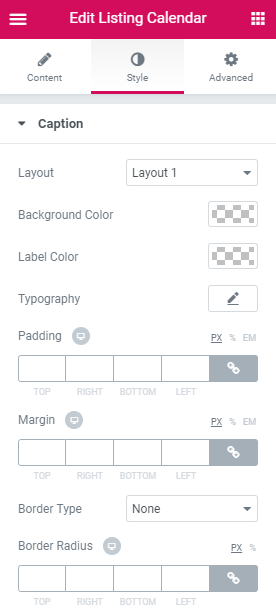 Edit Listing Calendar
Content Style Advanced
Caption
Layout Layout 1
Background Color
Label Color
Typography
Padding PX % EM
TOP RIGHT BOTTOM LEFT
Margin PX % EM
TOP RIGHT BOTTOM LEFT
Border Type None
Border Radius PX %
TOP RIGHT BOTTOM LEFT